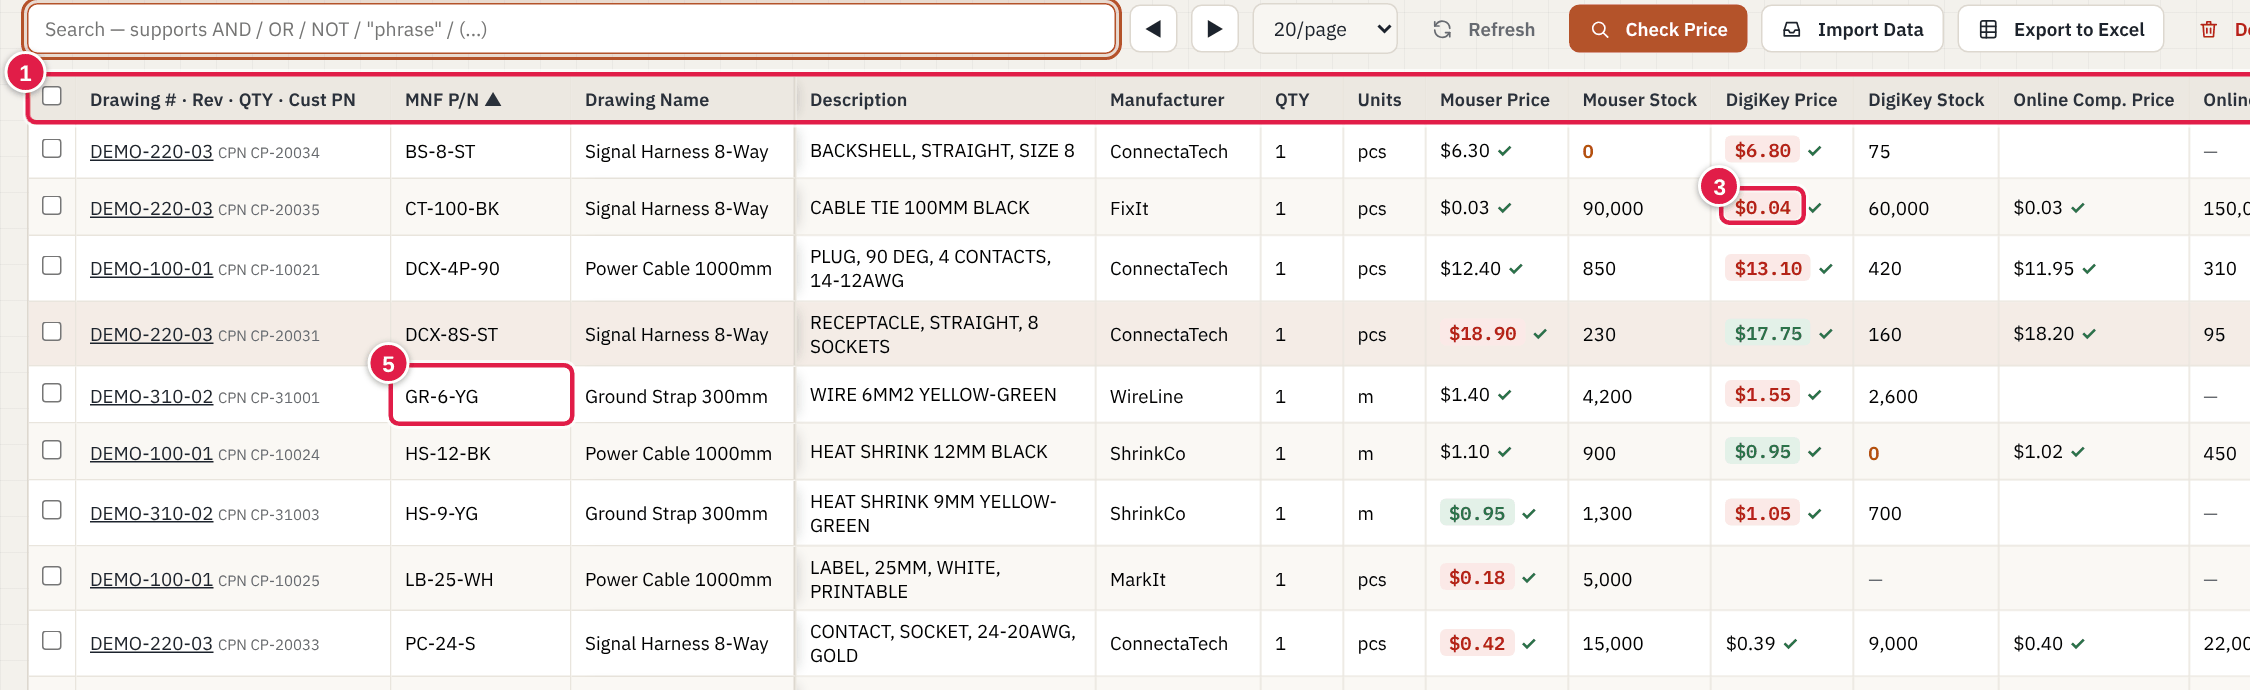 Search — supports AND / OR / NOT / "phrase" / (...)
20/page
Refresh
Check Price
Import Data
Export to Excel
1
Drawing # · Rev · QTY · Cust PN MNF P/N ▲ Drawing Name Description Manufacturer QTY Units Mouser Price Mouser Stock DigiKey Price DigiKey Stock Online Comp. Price
DEMO-220-03 CPN CP-20034 BS-8-ST Signal Harness 8-Way BACKSHELL, STRAIGHT, SIZE 8 ConnectaTech 1 pcs $6.30 ✓ 0 $6.80 ✓ 75 —
3
DEMO-220-03 CPN CP-20035 CT-100-BK Signal Harness 8-Way CABLE TIE 100MM BLACK FixIt 1 pcs $0.03 ✓ 90,000 $0.04 ✓ 60,000 $0.03 ✓
DEMO-100-01 CPN CP-10021 DCX-4P-90 Power Cable 1000mm PLUG, 90 DEG, 4 CONTACTS,
14-12AWG ConnectaTech 1 pcs $12.40 ✓ 850 $13.10 ✓ 420 $11.95 ✓ 310
DEMO-220-03 CPN CP-20031 DCX-8S-ST Signal Harness 8-Way RECEPTACLE, STRAIGHT, 8
SOCKETS ConnectaTech 1 pcs $18.90 ✓ 230 $17.75 ✓ 160 $18.20 ✓ 95
5
DEMO-310-02 CPN CP-31001 GR-6-YG Ground Strap 300mm WIRE 6MM2 YELLOW-GREEN WireLine 1 m $1.40 ✓ 4,200 $1.55 ✓ 2,600 —
DEMO-100-01 CPN CP-10024 HS-12-BK Power Cable 1000mm HEAT SHRINK 12MM BLACK ShrinkCo 1 m $1.10 ✓ 900 $0.95 ✓ 0 $1.02 ✓ 450
DEMO-310-02 CPN CP-31003 HS-9-YG Ground Strap 300mm HEAT SHRINK 9MM YELLOW-
GREEN ShrinkCo 1 m $0.95 ✓ 1,300 $1.05 ✓ 700 —
DEMO-100-01 CPN CP-10025 LB-25-WH Power Cable 1000mm LABEL, 25MM, WHITE,
PRINTABLE MarkIt 1 pcs $0.18 ✓ 5,000 — —
DEMO-220-03 CPN CP-20033 PC-24-S Signal Harness 8-Way CONTACT, SOCKET, 24-20AWG,
GOLD ConnectaTech 1 pcs $0.42 ✓ 15,000 $0.39 ✓ 9,000 $0.40 ✓